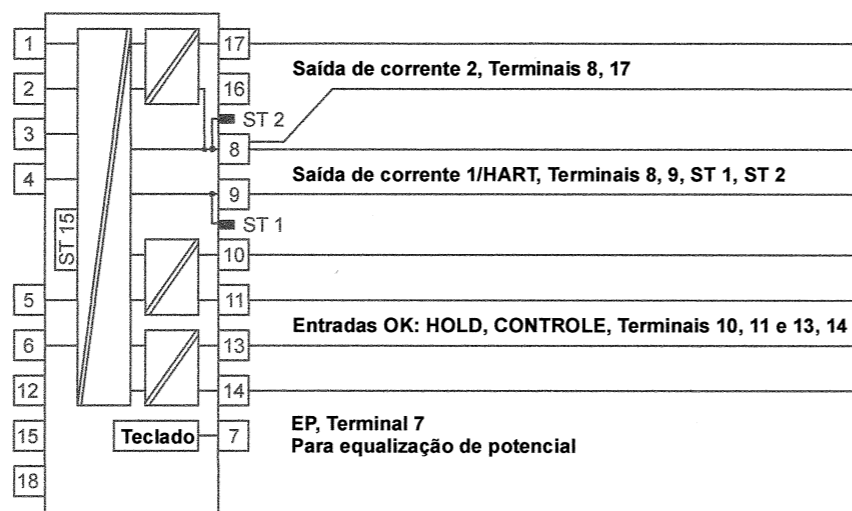 1
17
Saída de corrente 2, Terminais 8, 17
2
16
ST 2
3
8
4
9
Saída de corrente 1/HART, Terminais 8, 9, ST 1, ST 2
ST 1
ST 15
10
5
11
Entradas OK: HOLD, CONTROLE, Terminais 10, 11 e 13, 14
6
13
12
14
15
Teclado
7
EP, Terminal 7
Para equalização de potencial
18